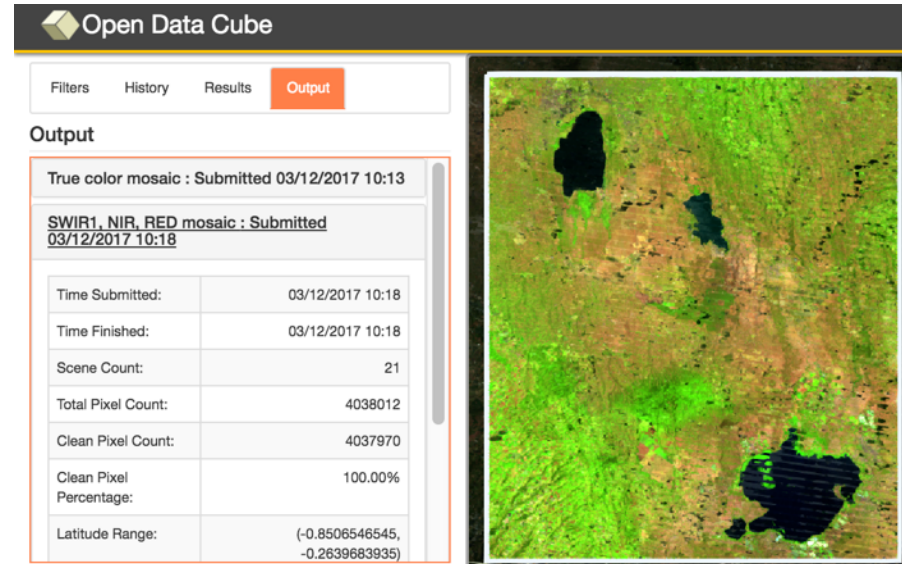 Open Data Cube
Filters History Results Output
Output
True color mosaic : Submitted 03/12/2017 10:13
SWIR1, NIR, RED mosaic : Submitted
03/12/2017 10:18
Time Submitted: 03/12/2017 10:18
Time Finished: 03/12/2017 10:18
Scene Count: 21
Total Pixel Count: 4038012
Clean Pixel Count: 4037970
Clean Pixel 100.00%
Percentage:
Latitude Range: (-0.8506546545,
-0.2639683935)